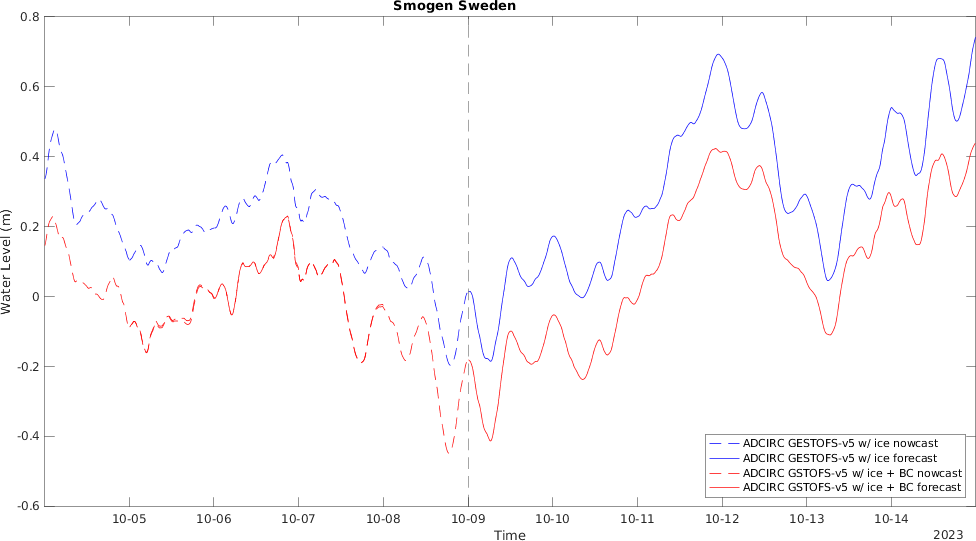 Smogen Sweden
Water Level (m)
0.8
0.6
0.4
0.2
0
-0.2
-0.4
-0.6
10-05
10-06
10-07
10-08
10-09
10-10
10-11
10-12
10-13
10-14
Time
2023
ADCIRC GESTOFS-v5 w/ ice nowcast
ADCIRC GESTOFS-v5 w/ ice forecast
ADCIRC GSTOFS-v5 w/ ice + BC nowcast
ADCIRC GSTOFS-v5 w/ ice + BC forecast